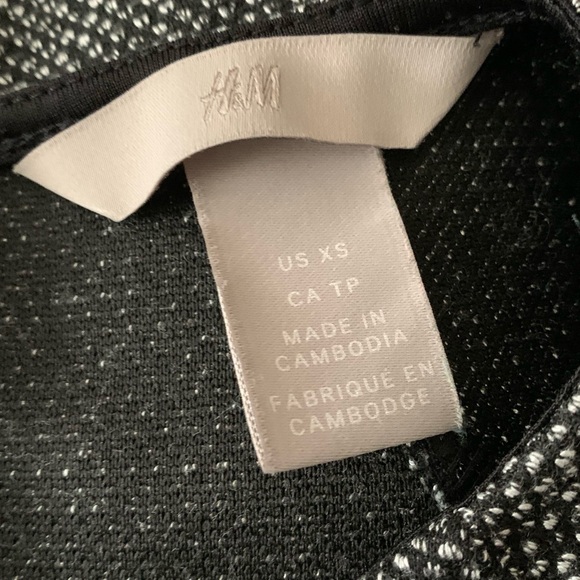 H&M
US XS
CA TP
MADE IN
CAMBODIA
FABRIQUÉ EN
CAMBODGE